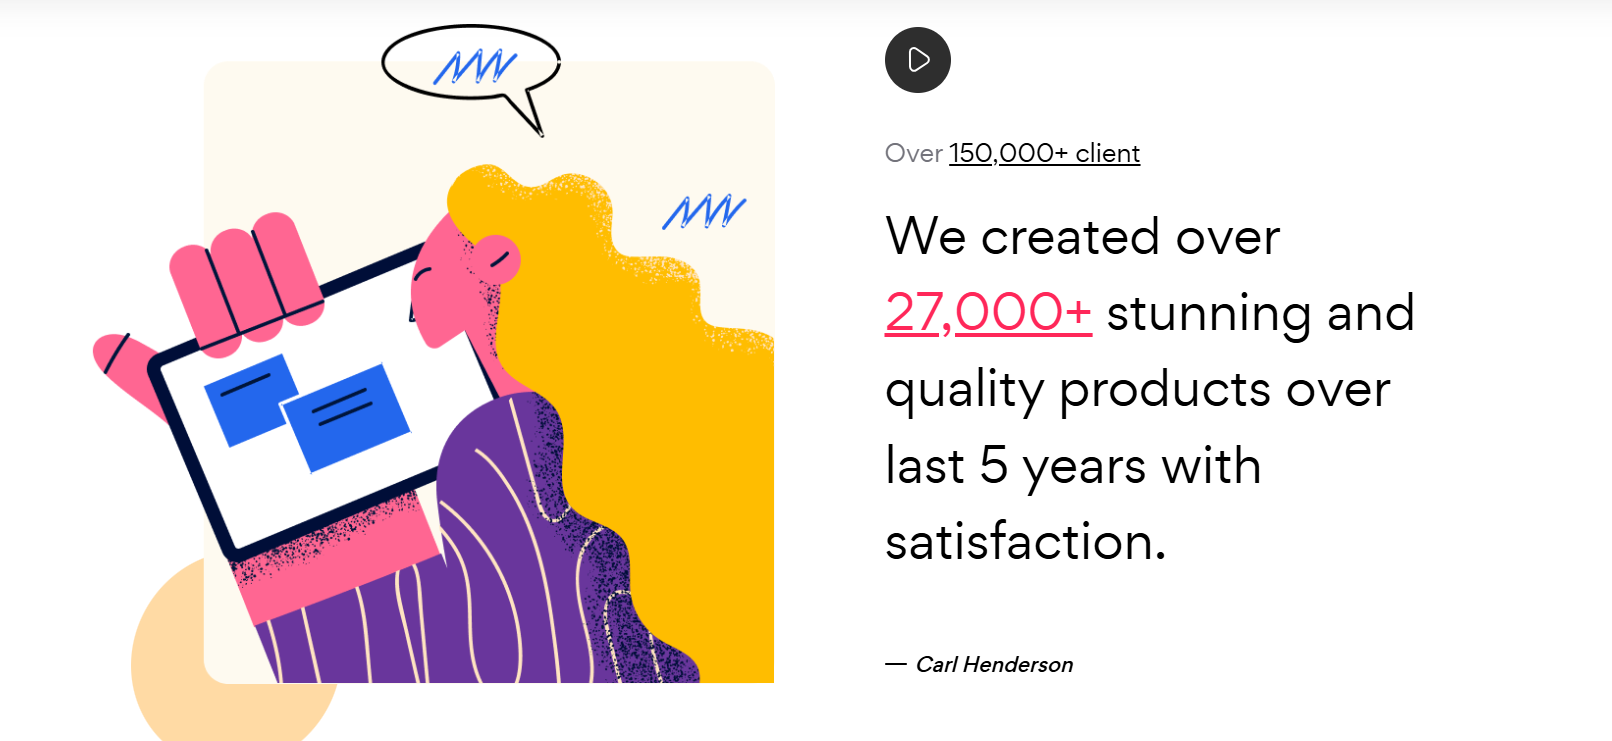 Over 150,000+ client
We created over
27,000+ stunning and
quality products over
last 5 years with
satisfaction.
— Carl Henderson